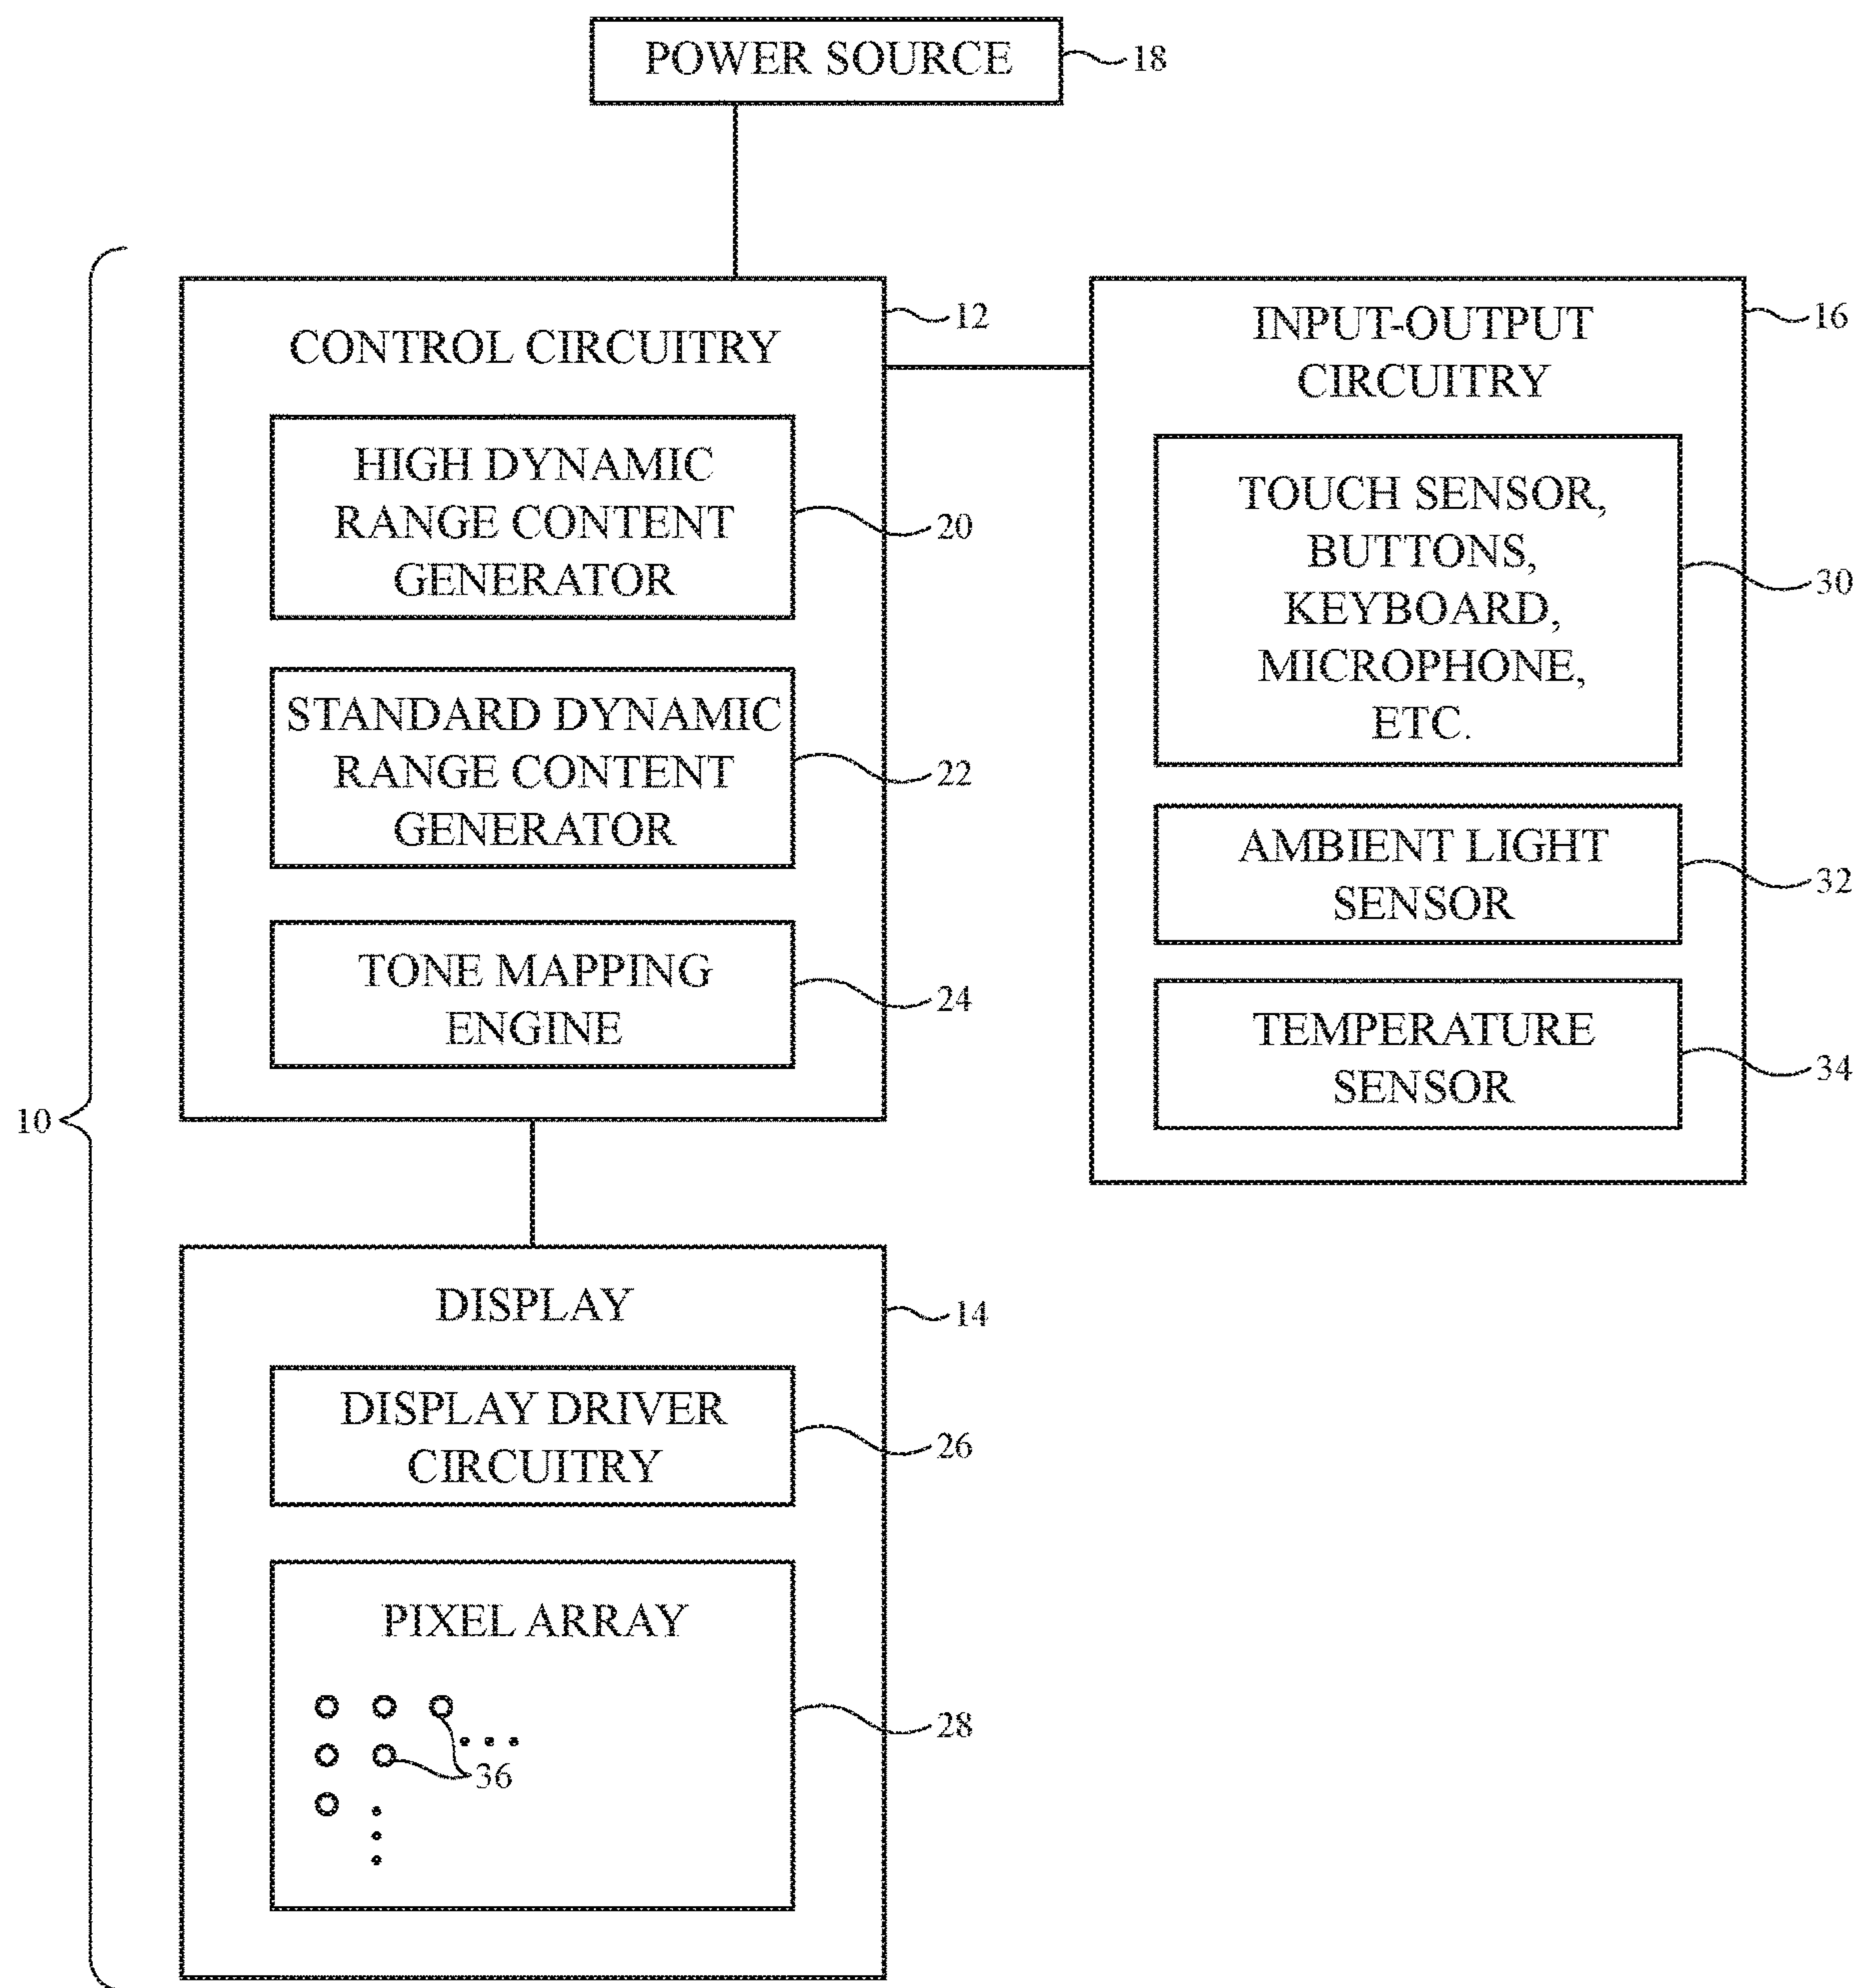 POWER SOURCE
18
CONTROL CIRCUITRY
12
HIGH DYNAMIC
RANGE CONTENT
GENERATOR
20
STANDARD DYNAMIC
RANGE CONTENT
GENERATOR
22
TONE MAPPING
ENGINE
24
INPUT-OUTPUT
CIRCUITRY
16
TOUCH SENSOR,
BUTTONS,
KEYBOARD,
MICROPHONE,
ETC.
30
AMBIENT LIGHT
SENSOR
32
TEMPERATURE
SENSOR
34
10
DISPLAY
14
DISPLAY DRIVER
CIRCUITRY
26
PIXEL ARRAY
28
36